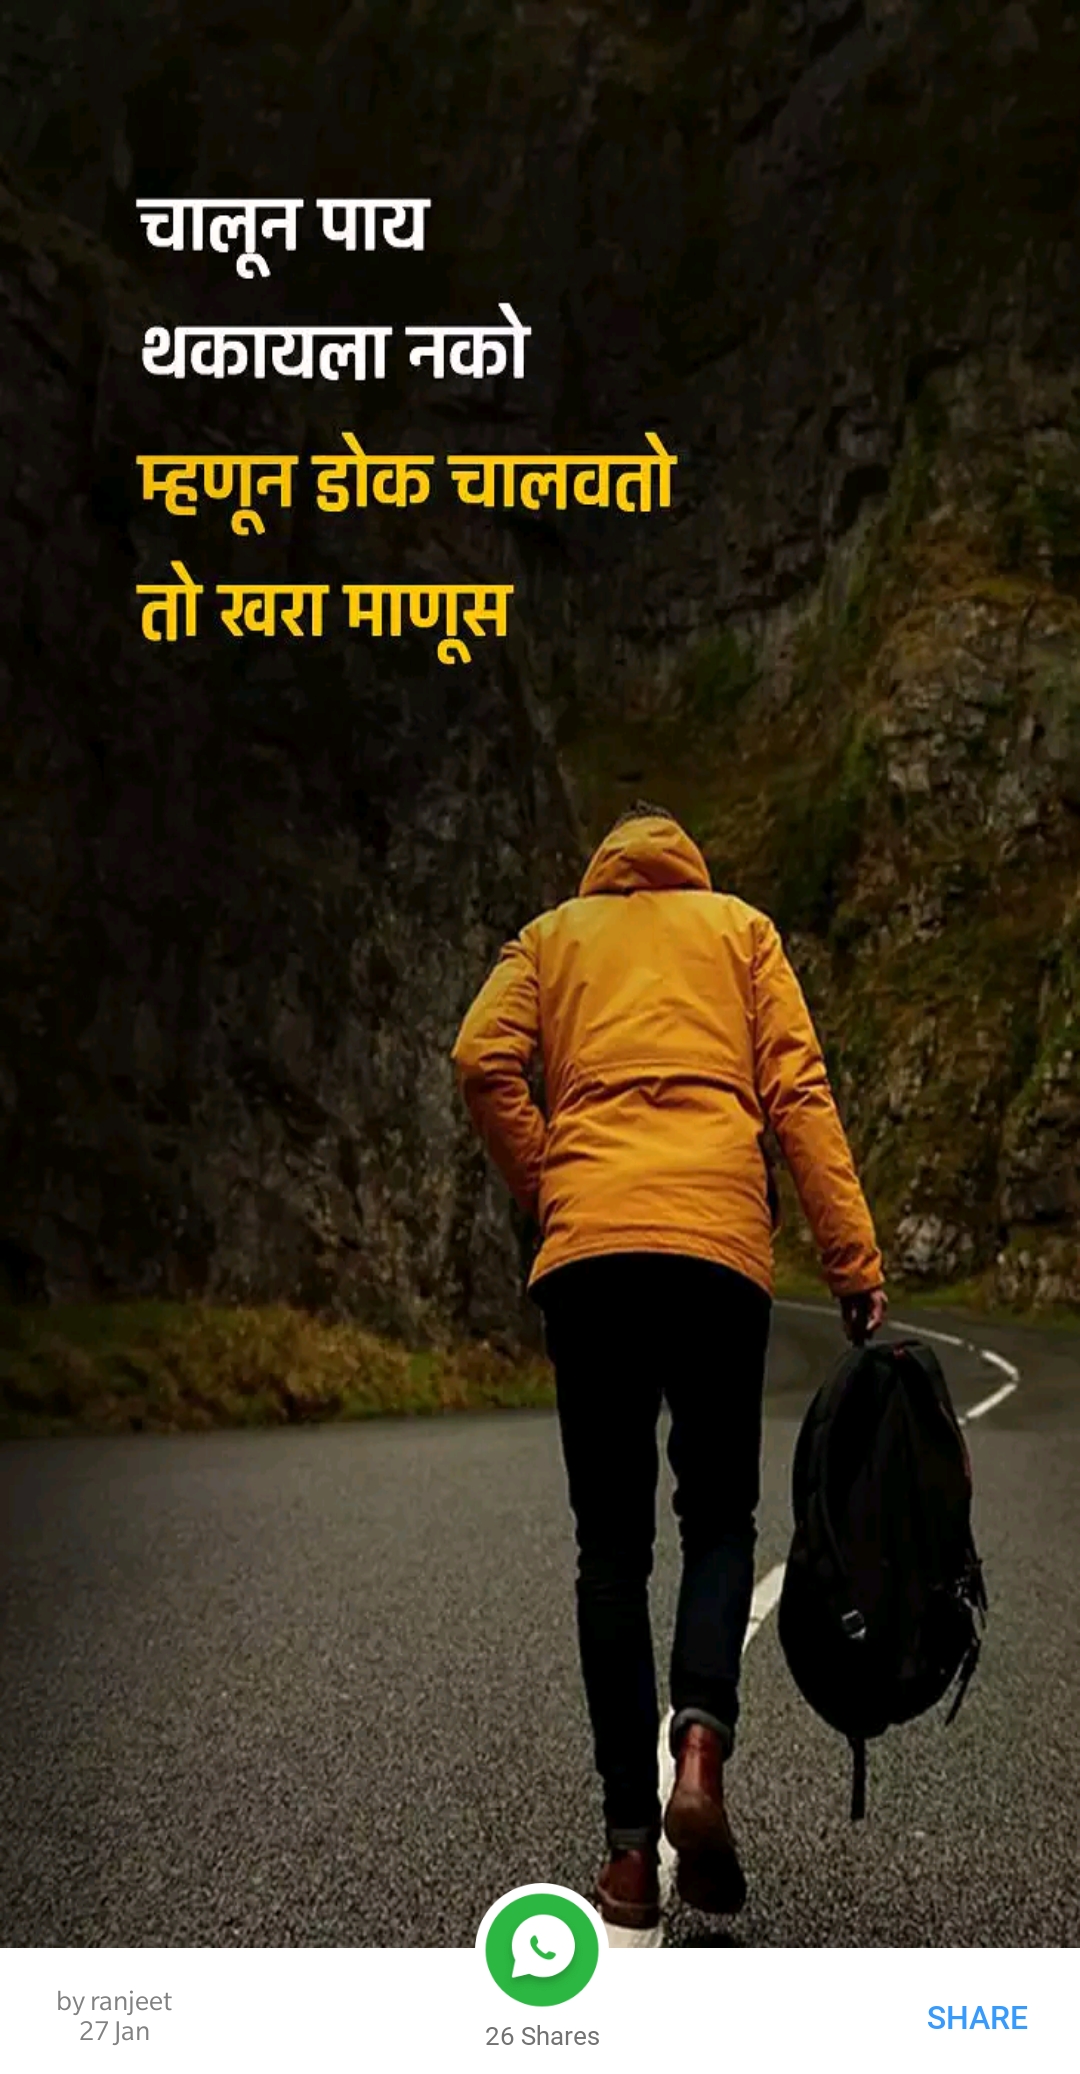 चालून पाय
थकायला नको
म्हणून डोक चालवतो
तो खरा माणूस
by ranjeet
27 Jan
26 Shares
SHARE